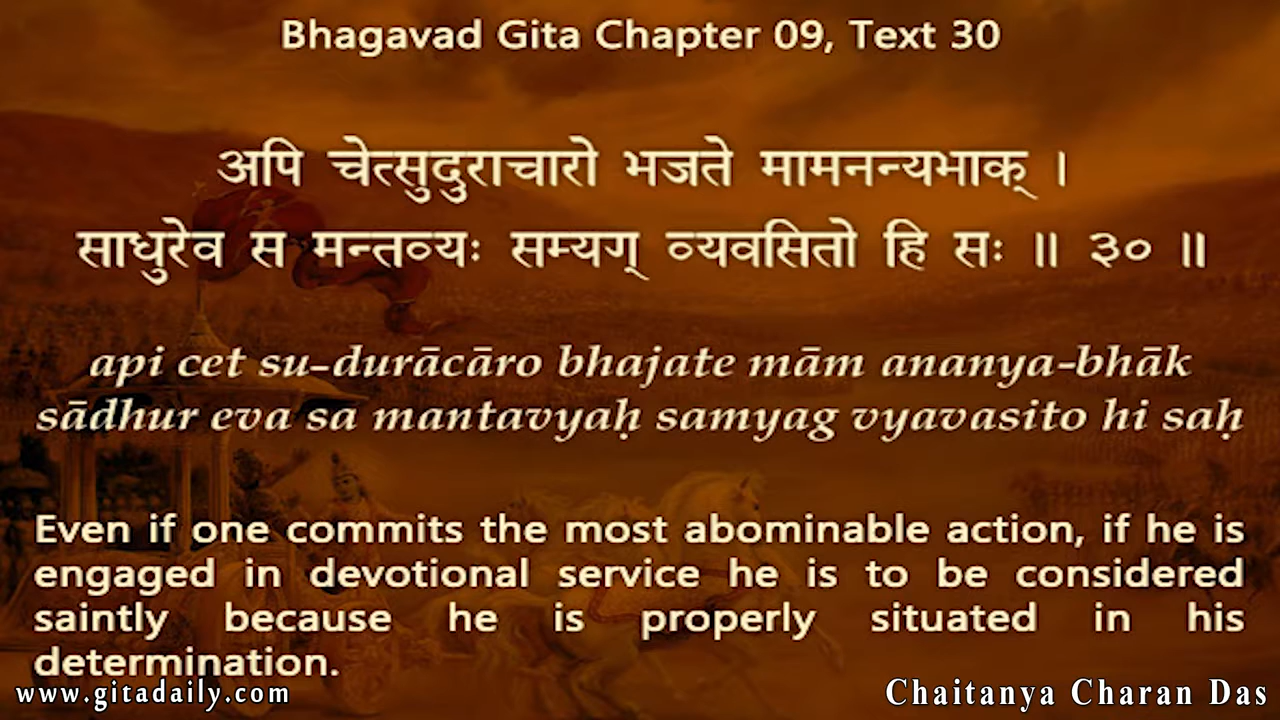 Bhagavad Gita Chapter 09, Text 30
अपि चेत्सुदुराचारो भजते मामनन्यभाक् ।
साधुरेव स मन्तव्यः सम्यग् व्यवसितो हि सः ॥ ३० ॥
api cet su-durācāro bhajate mām ananya-bhāk
sādhur eva sa mantavyaḥ samyag vyavasito hi saḥ
Even if one commits the most abominable action, if he is
engaged in devotional service he is to be considered
saintly because he is properly situated in his
determination.
www.gitadaily.com
Chaitanya Charan Das